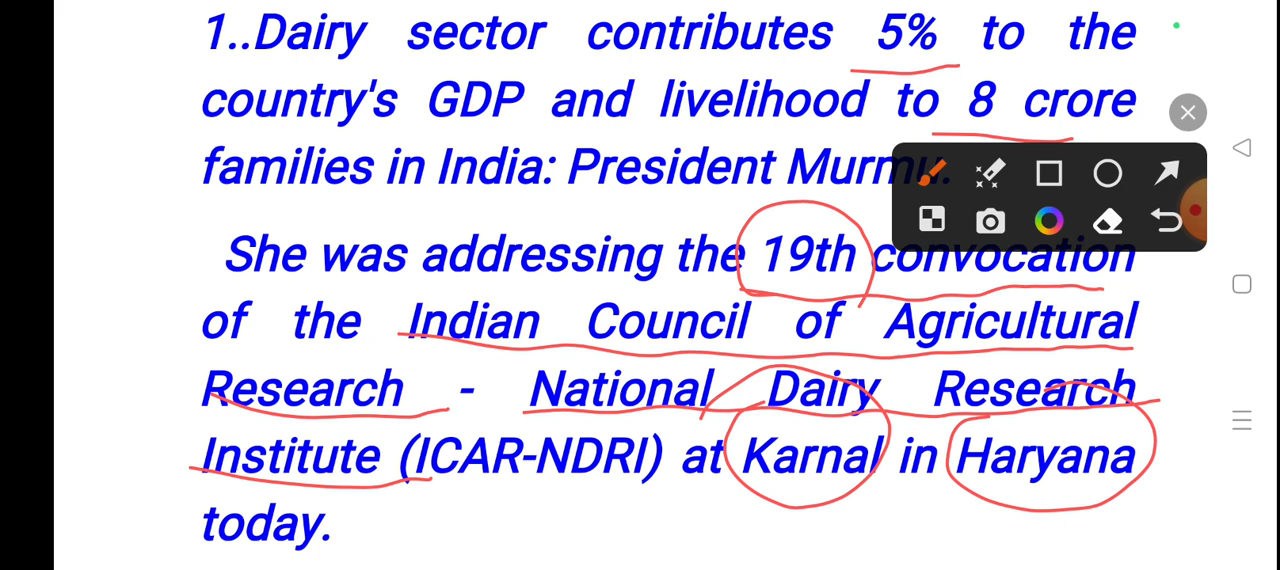 1..Dairy sector contributes 5% to the
country's GDP and livelihood to 8 crore
families in India: President Murmu.
She was addressing the 19th convocation
of the Indian Council of Agricultural
Research - National Dairy Research
Institute (ICAR-NDRI) at Karnal in Haryana
today.